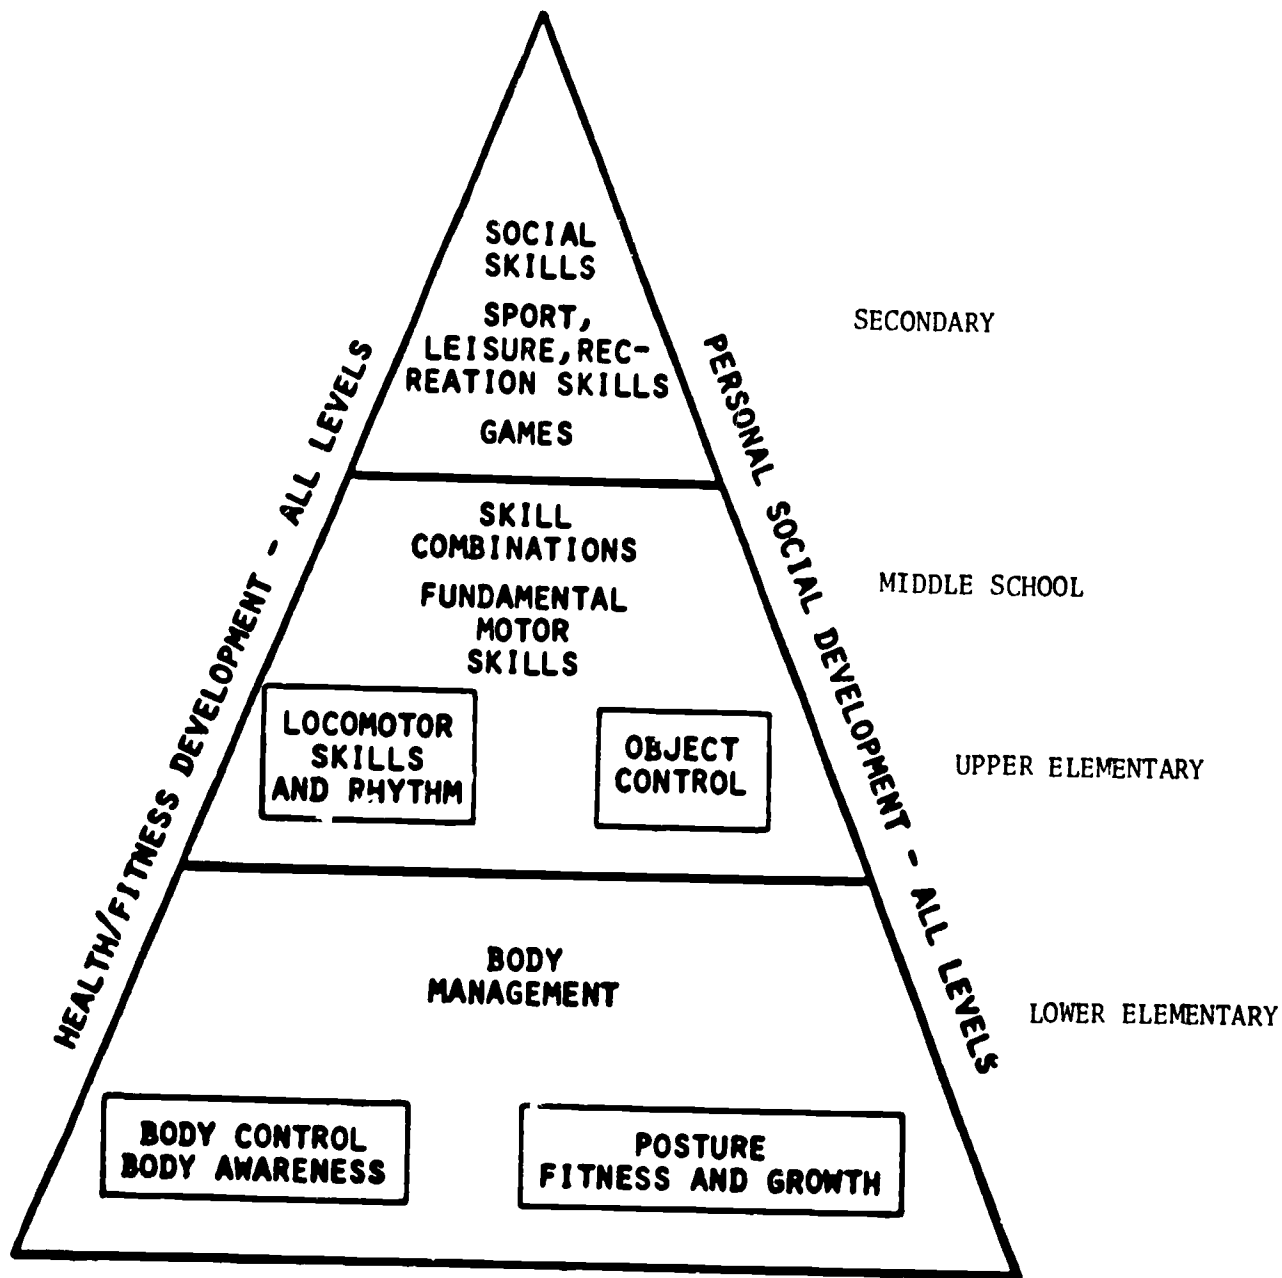 SOCIAL
SKILLS
SPORT,
LEISURE, REC-
REATION SKILLS
GAMES
SECONDARY
HEALTH/FITNESS DEVELOPMENT - ALL LEVELS
PERSONAL SOCIAL DEVELOPMENT - ALL LEVELS
SKILL
COMBINATIONS
FUNDAMENTAL
MOTOR
SKILLS
MIDDLE SCHOOL
LOCOMOTOR
SKILLS
AND RHYTHM
OBJECT
CONTROL
UPPER ELEMENTARY
BODY
MANAGEMENT
LOWER ELEMENTARY
BODY CONTROL
BODY AWARENESS
POSTURE
FITNESS AND GROWTH